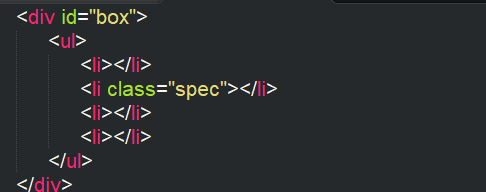 <div id="box">
<ul>
<li></li>
<li class="spec"></li>
<li></li>
<li></li>
</ul>
</div>